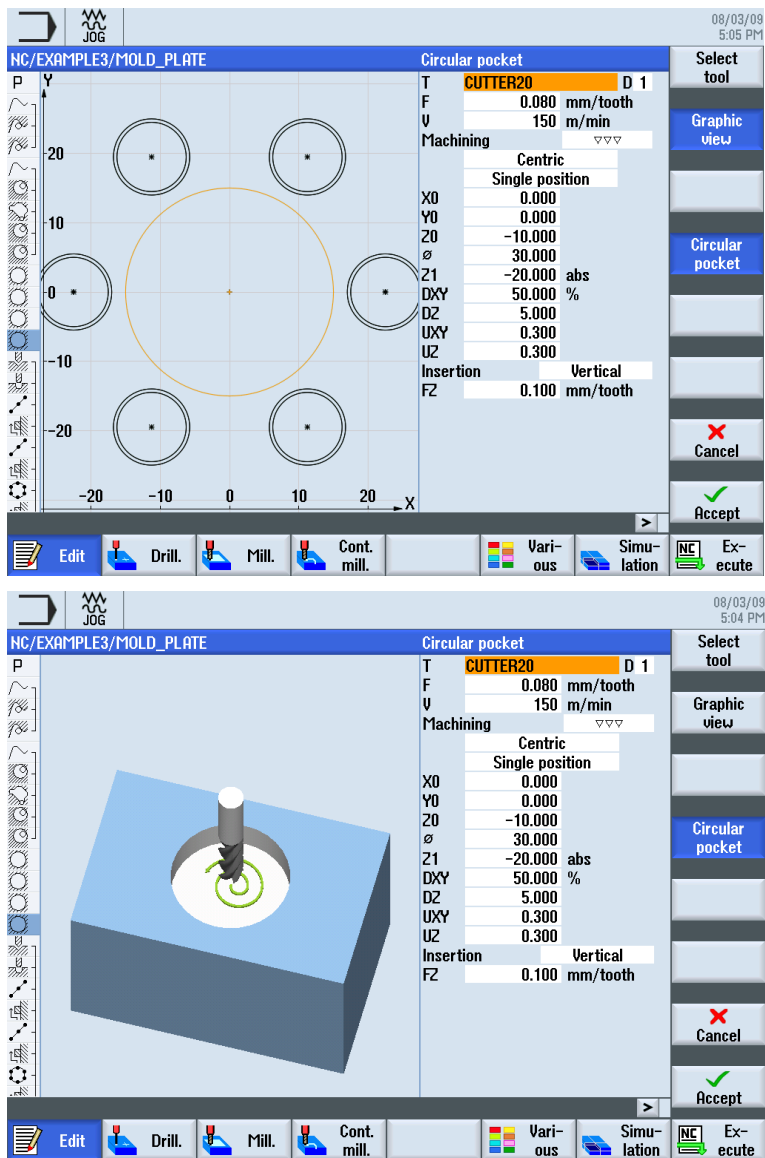 JOG
08/03/09
5:05 PM
NC/EXAMPLE3/MOLD_PLATE
Circular pocket
Select
tool
P
Y
T CUTTER20 D 1
F 0.080 mm/tooth
V 150 m/min
Graphic
view
Machining ▽▽▽
Centric
Single position
X0 0.000
Y0 0.000
Z0 -10.000
ø 30.000
Z1 -20.000 abs
DXY 50.000 %
DZ 5.000
UXY 0.300
UZ 0.300
Insertion Vertical
FZ 0.100 mm/tooth
Circular
pocket
20
10
0
-10
-20
-20 -10 0 10 20 X
Cancel
Accept
>
Edit
Drill.
Mill.
Cont.
mill.
Vari-
ous
Simu-
lation
NC Ex-
ecute
JOG
08/03/09
5:04 PM
NC/EXAMPLE3/MOLD_PLATE
Circular pocket
Select
tool
P
T CUTTER20 D 1
F 0.080 mm/tooth
V 150 m/min
Graphic
view
Machining ▽▽▽
Centric
Single position
X0 0.000
Y0 0.000
Z0 -10.000
ø 30.000
Z1 -20.000 abs
DXY 50.000 %
DZ 5.000
UXY 0.300
UZ 0.300
Insertion Vertical
FZ 0.100 mm/tooth
Circular
pocket
Cancel
Accept
>
Edit
Drill.
Mill.
Cont.
mill.
Vari-
ous
Simu-
lation
NC Ex-
ecute